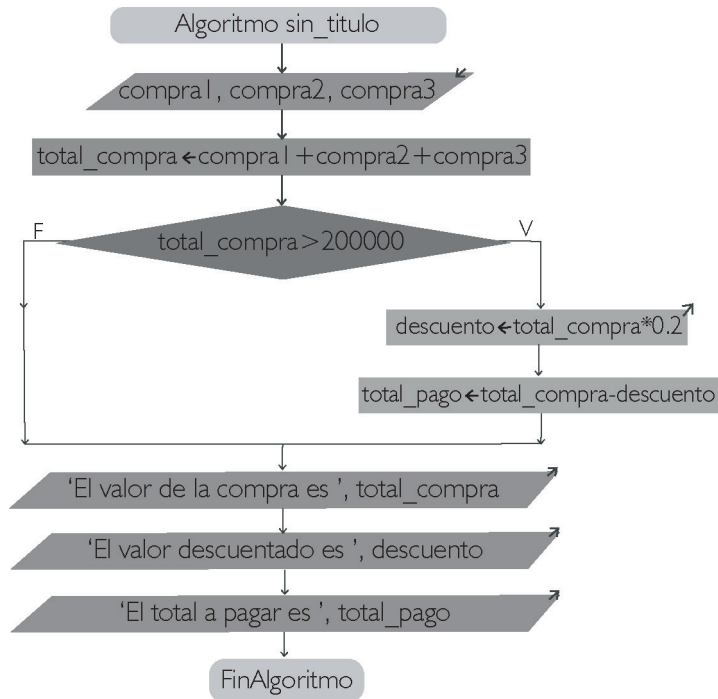 Algoritmo sin_titulo
compra1, compra2, compra3
total_compra←compra1+compra2+compra3
F
total_compra>200000
V
descuento←total_compra*0.2
total_pago←total_compra-descuento
‘El valor de la compra es ’, total_compra
‘El valor descuentado es ’, descuento
‘El total a pagar es ’, total_pago
FinAlgoritmo